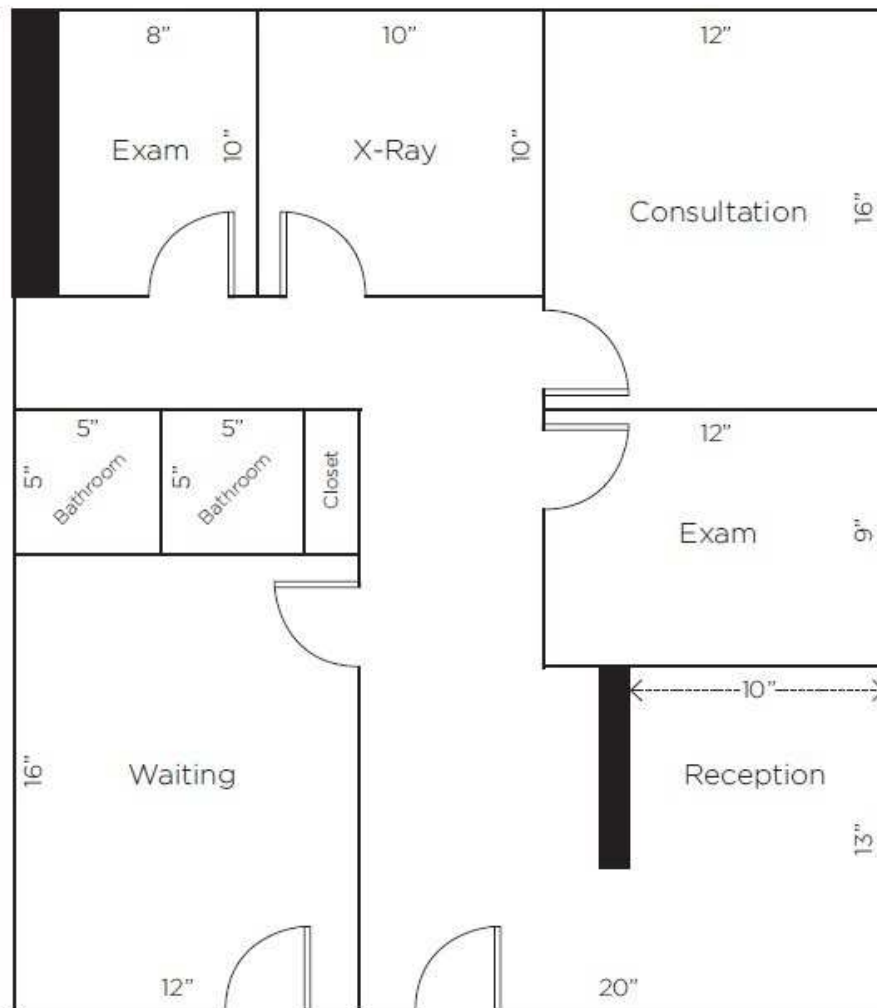 8”
10”
12”
Exam
10”
X-Ray
10”
Consultation
16”
5”
5”
12”
5”
Bathroom
5”
Bathroom
Closet
Exam
9”
10”
16”
Waiting
Reception
13”
12”
20”